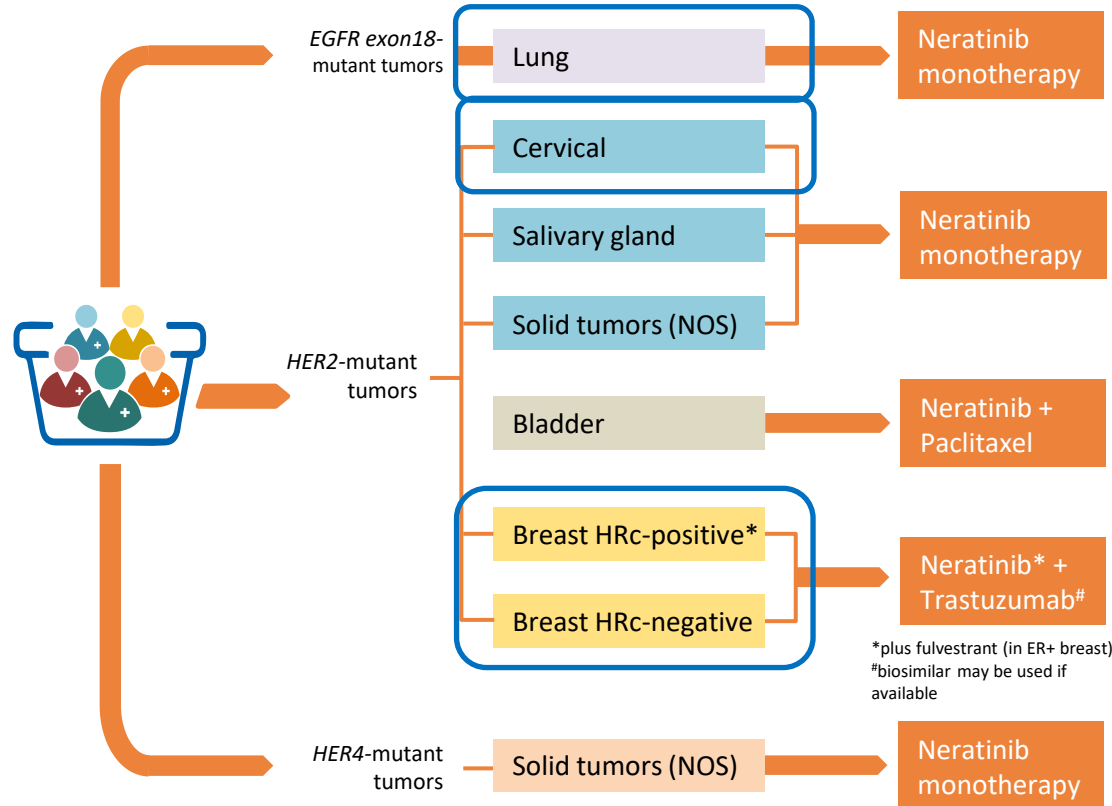 EGFR exon18-
mutant tumors
Lung
Neratinib
monotherapy
Cervical
Salivary gland
Solid tumors (NOS)
Neratinib
monotherapy
HER2-mutant
tumors
Bladder
Neratinib +
Paclitaxel
Breast HRc-positive*
Breast HRc-negative
Neratinib* +
Trastuzumab#
*plus fulvestrant (in ER+ breast)
#biosimilar may be used if
available
HER4-mutant
tumors
Solid tumors (NOS)
Neratinib
monotherapy